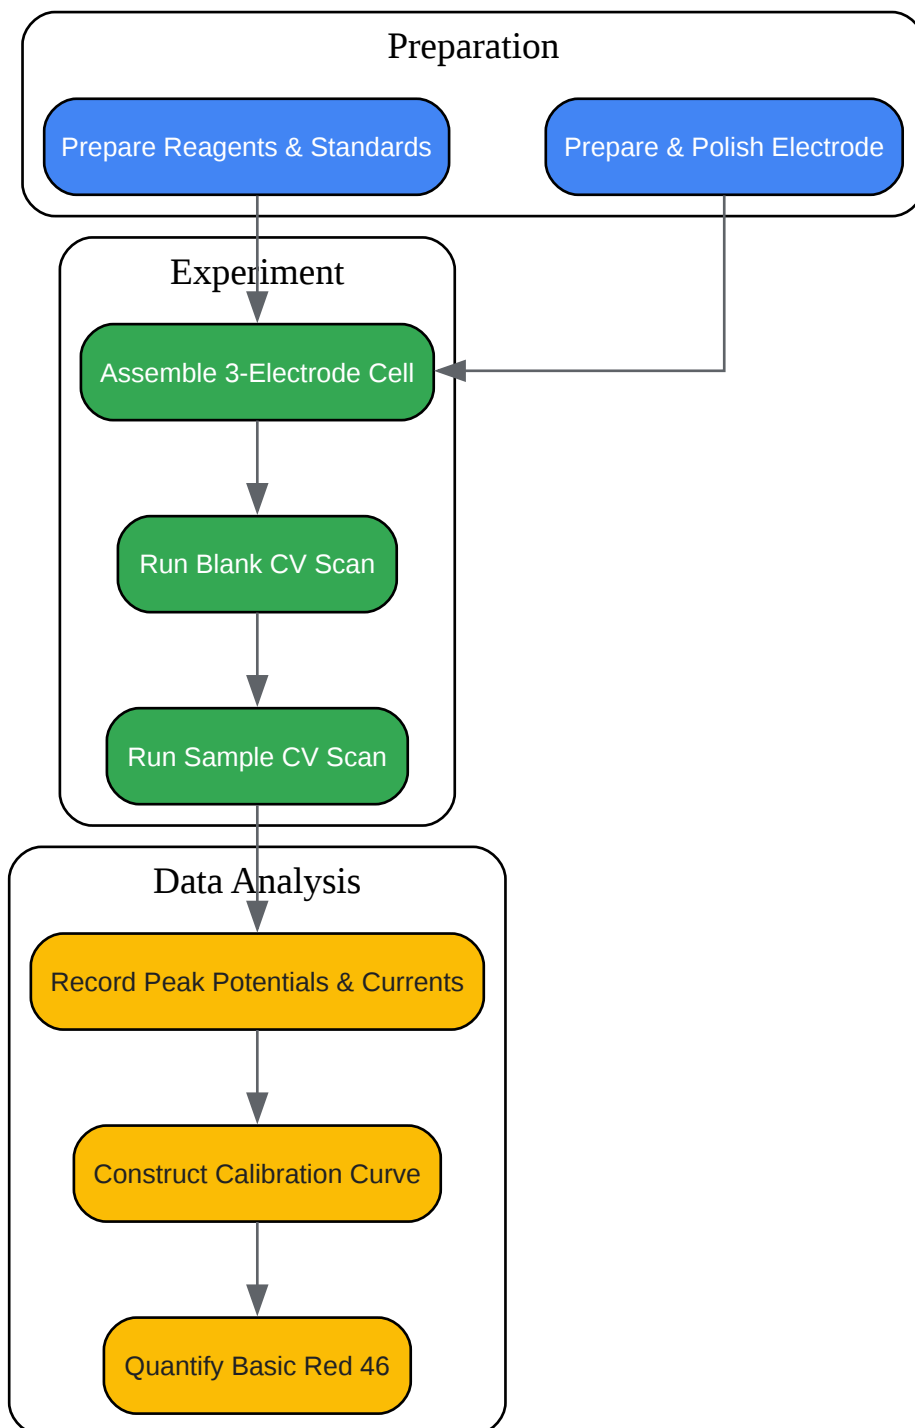 Preparation
Prepare Reagents & Standards
Prepare & Polish Electrode
Experiment
Assemble 3-Electrode Cell
Run Blank CV Scan
Run Sample CV Scan
Data Analysis
Record Peak Potentials & Currents
Construct Calibration Curve
Quantify Basic Red 46